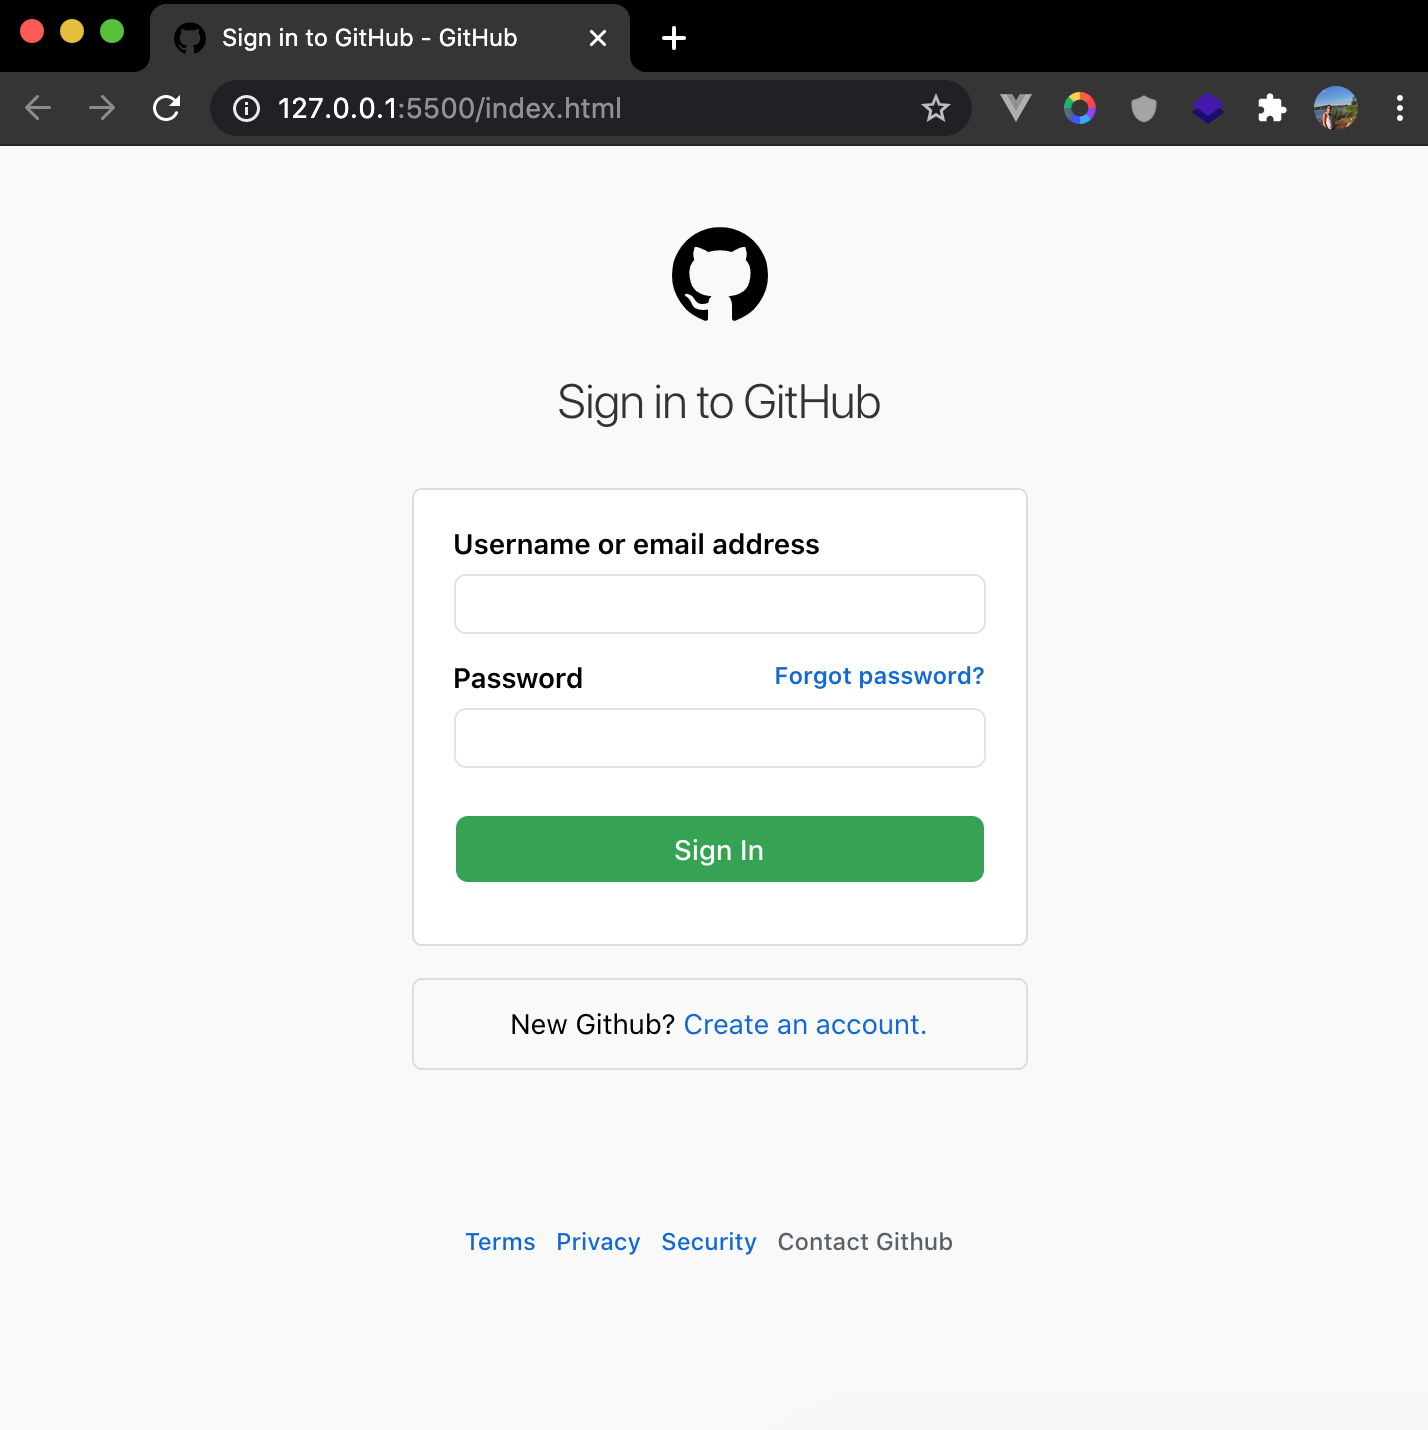 Sign in to GitHub - GitHub
127.0.0.1:5500/index.html
Sign in to GitHub
Username or email address
Password Forgot password?
Sign In
New Github? Create an account.
Terms Privacy Security Contact Github